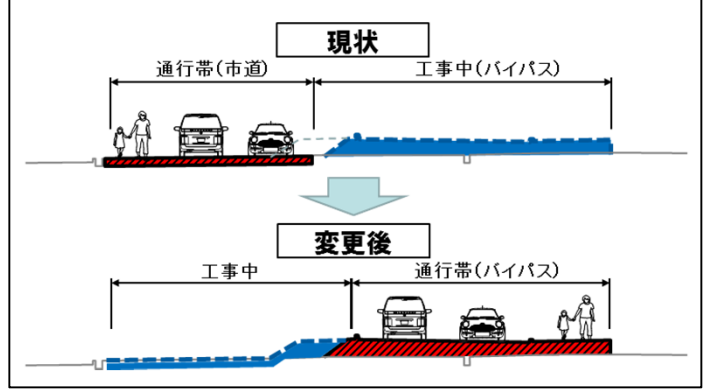 現状
通行帯(市道)
工事中(バイパス)
変更後
工事中
通行帯(バイパス)